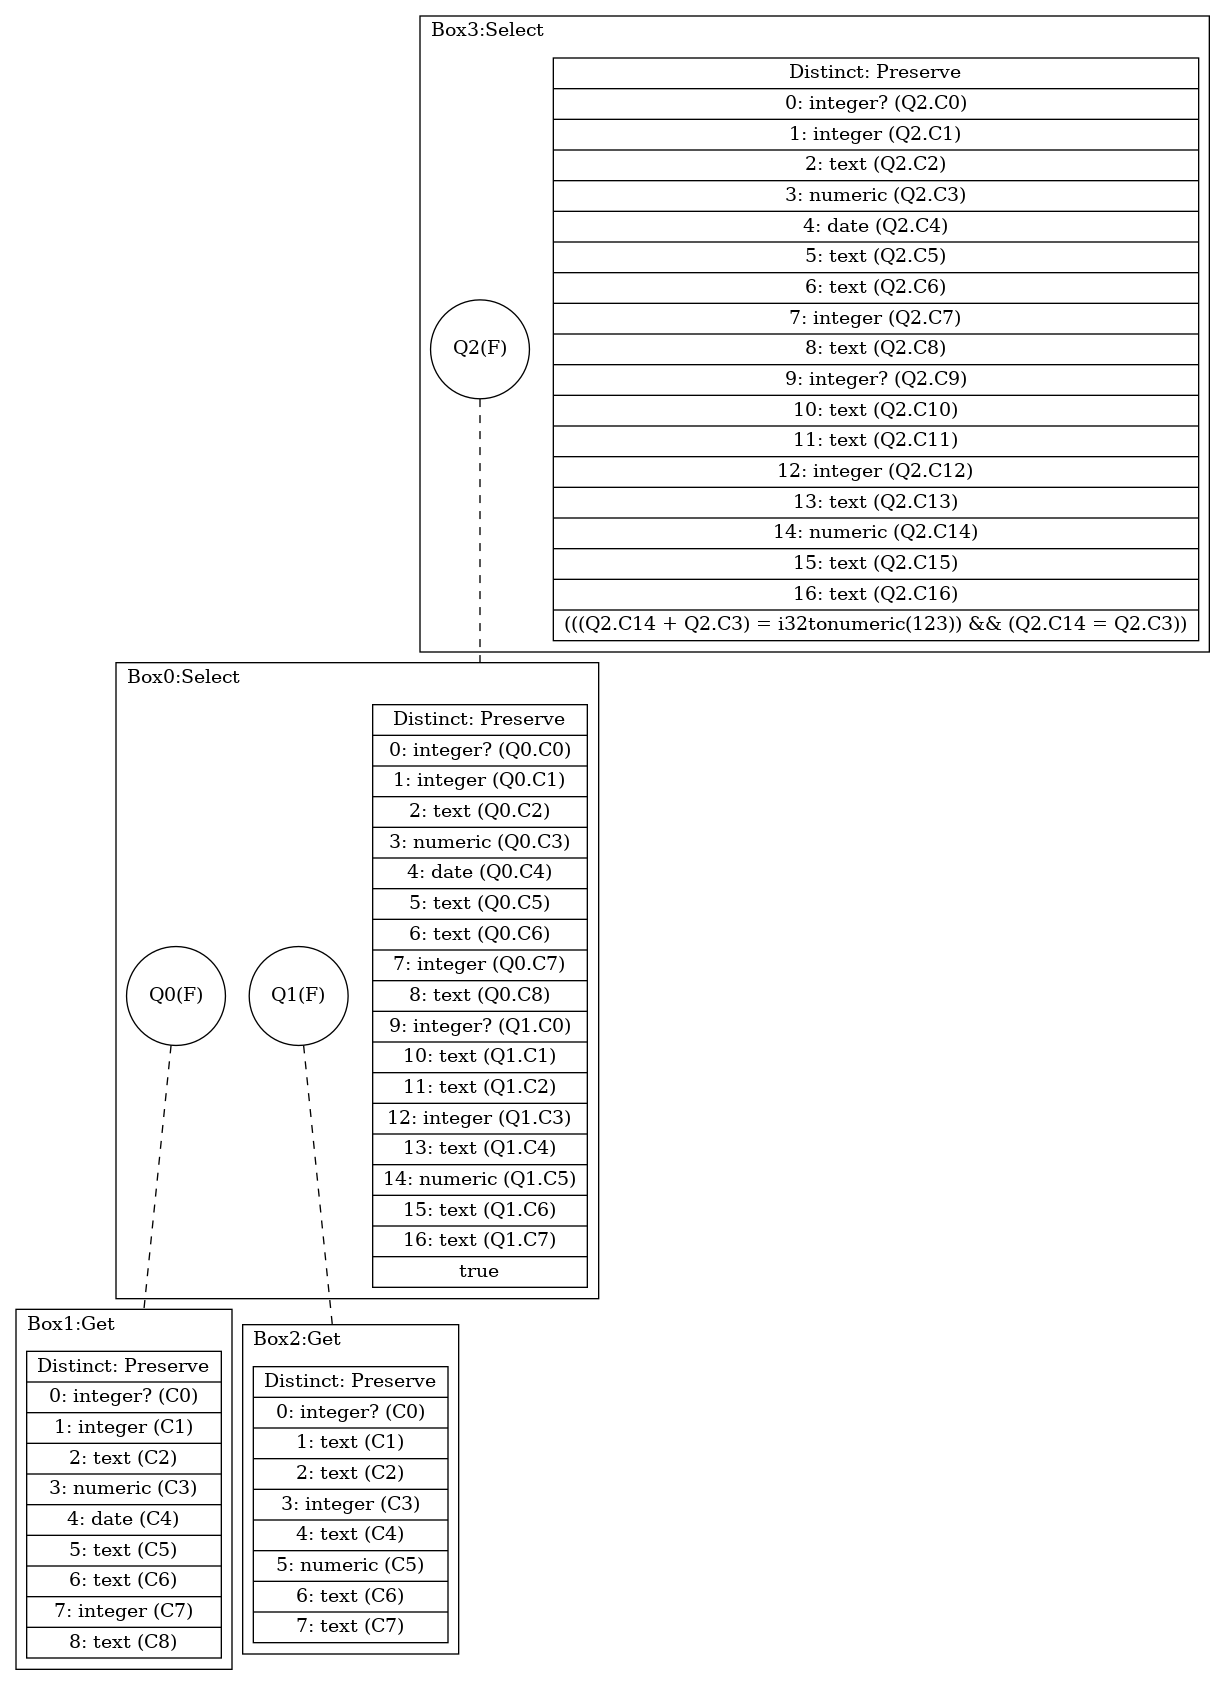 Box3:Select
Distinct: Preserve
0: integer? (Q2.C0)
1: integer (Q2.C1)
2: text (Q2.C2)
3: numeric (Q2.C3)
4: date (Q2.C4)
5: text (Q2.C5)
6: text (Q2.C6)
7: integer (Q2.C7)
8: text (Q2.C8)
9: integer? (Q2.C9)
10: text (Q2.C10)
11: text (Q2.C11)
12: integer (Q2.C12)
13: text (Q2.C13)
14: numeric (Q2.C14)
15: text (Q2.C15)
16: text (Q2.C16)
(((Q2.C14 + Q2.C3) = i32tonumeric(123)) && (Q2.C14 = Q2.C3))
Q2(F)
Box0:Select
Distinct: Preserve
0: integer? (Q0.C0)
1: integer (Q0.C1)
2: text (Q0.C2)
3: numeric (Q0.C3)
4: date (Q0.C4)
5: text (Q0.C5)
6: text (Q0.C6)
7: integer (Q0.C7)
8: text (Q0.C8)
9: integer? (Q1.C0)
10: text (Q1.C1)
11: text (Q1.C2)
12: integer (Q1.C3)
13: text (Q1.C4)
14: numeric (Q1.C5)
15: text (Q1.C6)
16: text (Q1.C7)
true
Q0(F)
Q1(F)
Box1:Get
Distinct: Preserve
0: integer? (C0)
1: integer (C1)
2: text (C2)
3: numeric (C3)
4: date (C4)
5: text (C5)
6: text (C6)
7: integer (C7)
8: text (C8)
Box2:Get
Distinct: Preserve
0: integer? (C0)
1: text (C1)
2: text (C2)
3: integer (C3)
4: text (C4)
5: numeric (C5)
6: text (C6)
7: text (C7)